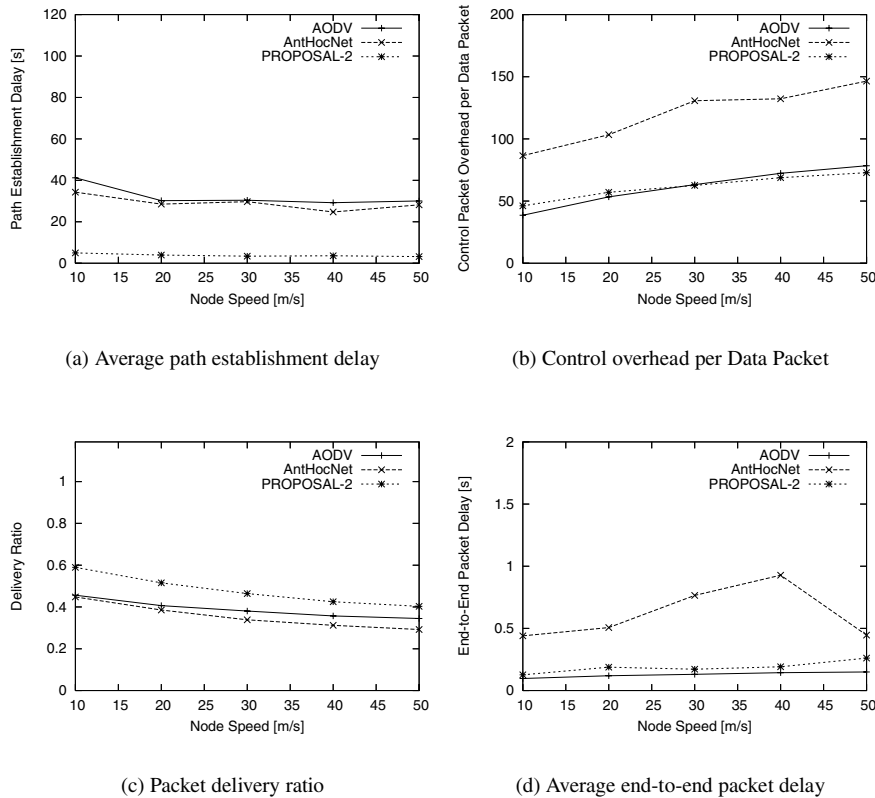 120
100
80
60
40
20
0
10 15 20 25 30 35 40 45 50
Path Establishment Dalay [s]
Node Speed [m/s]
AODV
AntHocNet
PROPOSAL-2
(a) Average path establishment delay
200
150
100
50
0
10 15 20 25 30 35 40 45 50
Control Packet Overhead per Data Packet
Node Speed [m/s]
AODV
AntHocNet
PROPOSAL-2
(b) Control overhead per Data Packet
1
0.8
0.6
0.4
0.2
0
10 15 20 25 30 35 40 45 50
Delivery Ratio
Node Speed [m/s]
AODV
AntHocNet
PROPOSAL-2
(c) Packet delivery ratio
2
1.5
1
0.5
0
10 15 20 25 30 35 40 45 50
End-to-End Packet Delay [s]
Node Speed [m/s]
AODV
AntHocNet
PROPOSAL-2
(d) Average end-to-end packet delay